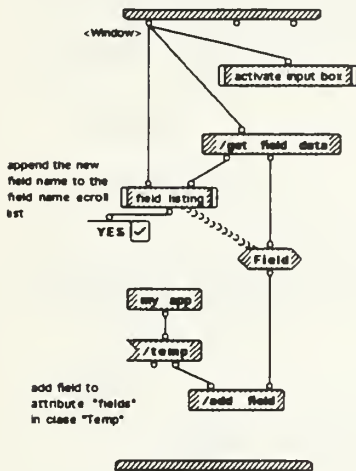 <Window>
activate input box
/get field data
append the new
field name to the
field name scroll
list
field listing
YES
Field
my app
/temp
add field to
attribute "fields"
in class "Temp"
/add field